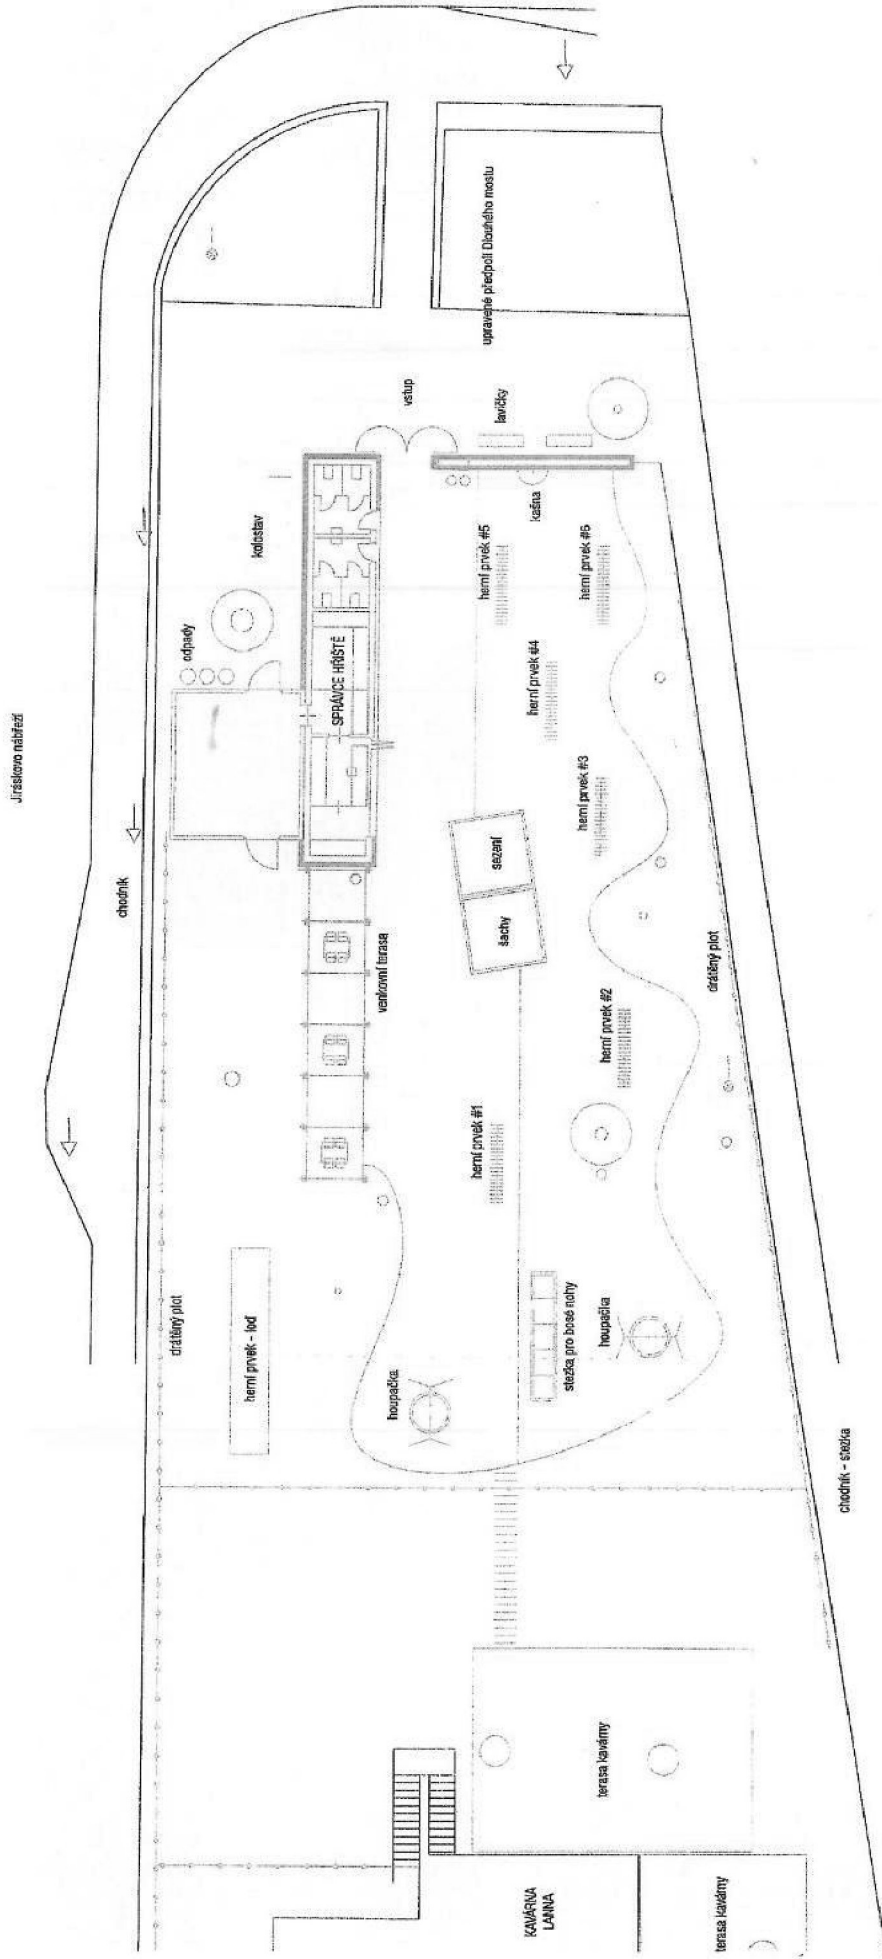 Jiráskovo nábřeží
chodník
drátěný plot
odpady
herní prvek – loď
kolostav
SPRÁVCE HŘIŠTĚ
venkovní terasa
houpačka
vstup
herní prvek #1
herní prvek #5
upravené předpolí Dlouhého mostu
sezení
lavičky
šachy
KAVÁRNA
LANNA
herní prvek #4
kašna
stezka pro bosé nohy
herní prvek #3
herní prvek #6
terasa kavárny
houpačka
herní prvek #2
drátěný plot
terasa kavárny
chodník – stezka